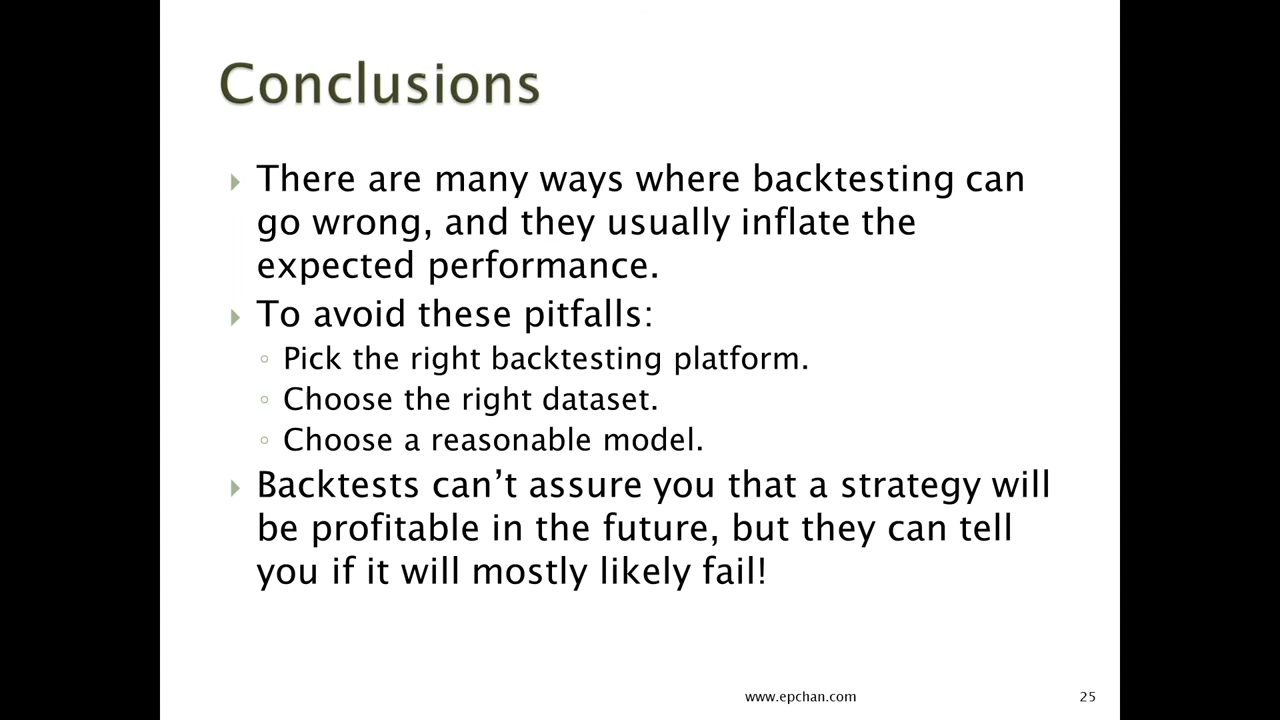 Conclusions
There are many ways where backtesting can
go wrong, and they usually inflate the
expected performance.
To avoid these pitfalls:
Pick the right backtesting platform.
Choose the right dataset.
Choose a reasonable model.
Backtests can’t assure you that a strategy will
be profitable in the future, but they can tell
you if it will mostly likely fail!
www.epchan.com
25